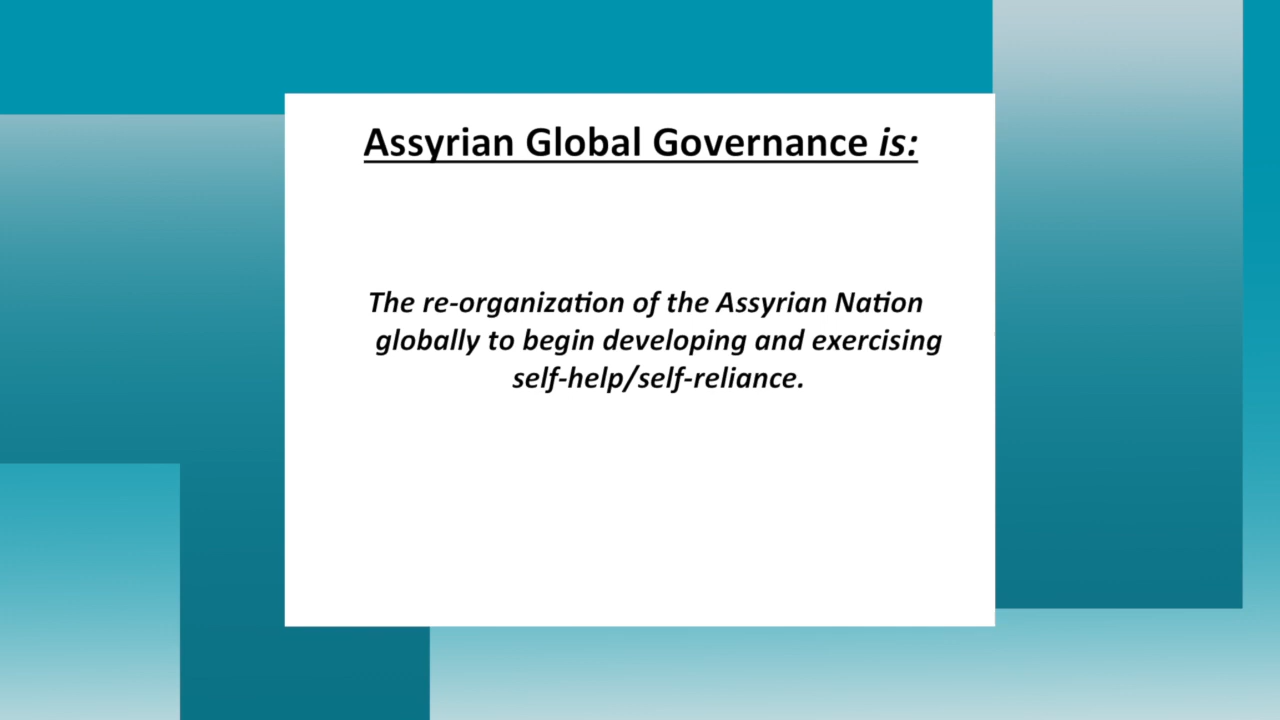 Assyrian Global Governance is:
The re-organization of the Assyrian Nation
globally to begin developing and exercising
self-help/self-reliance.